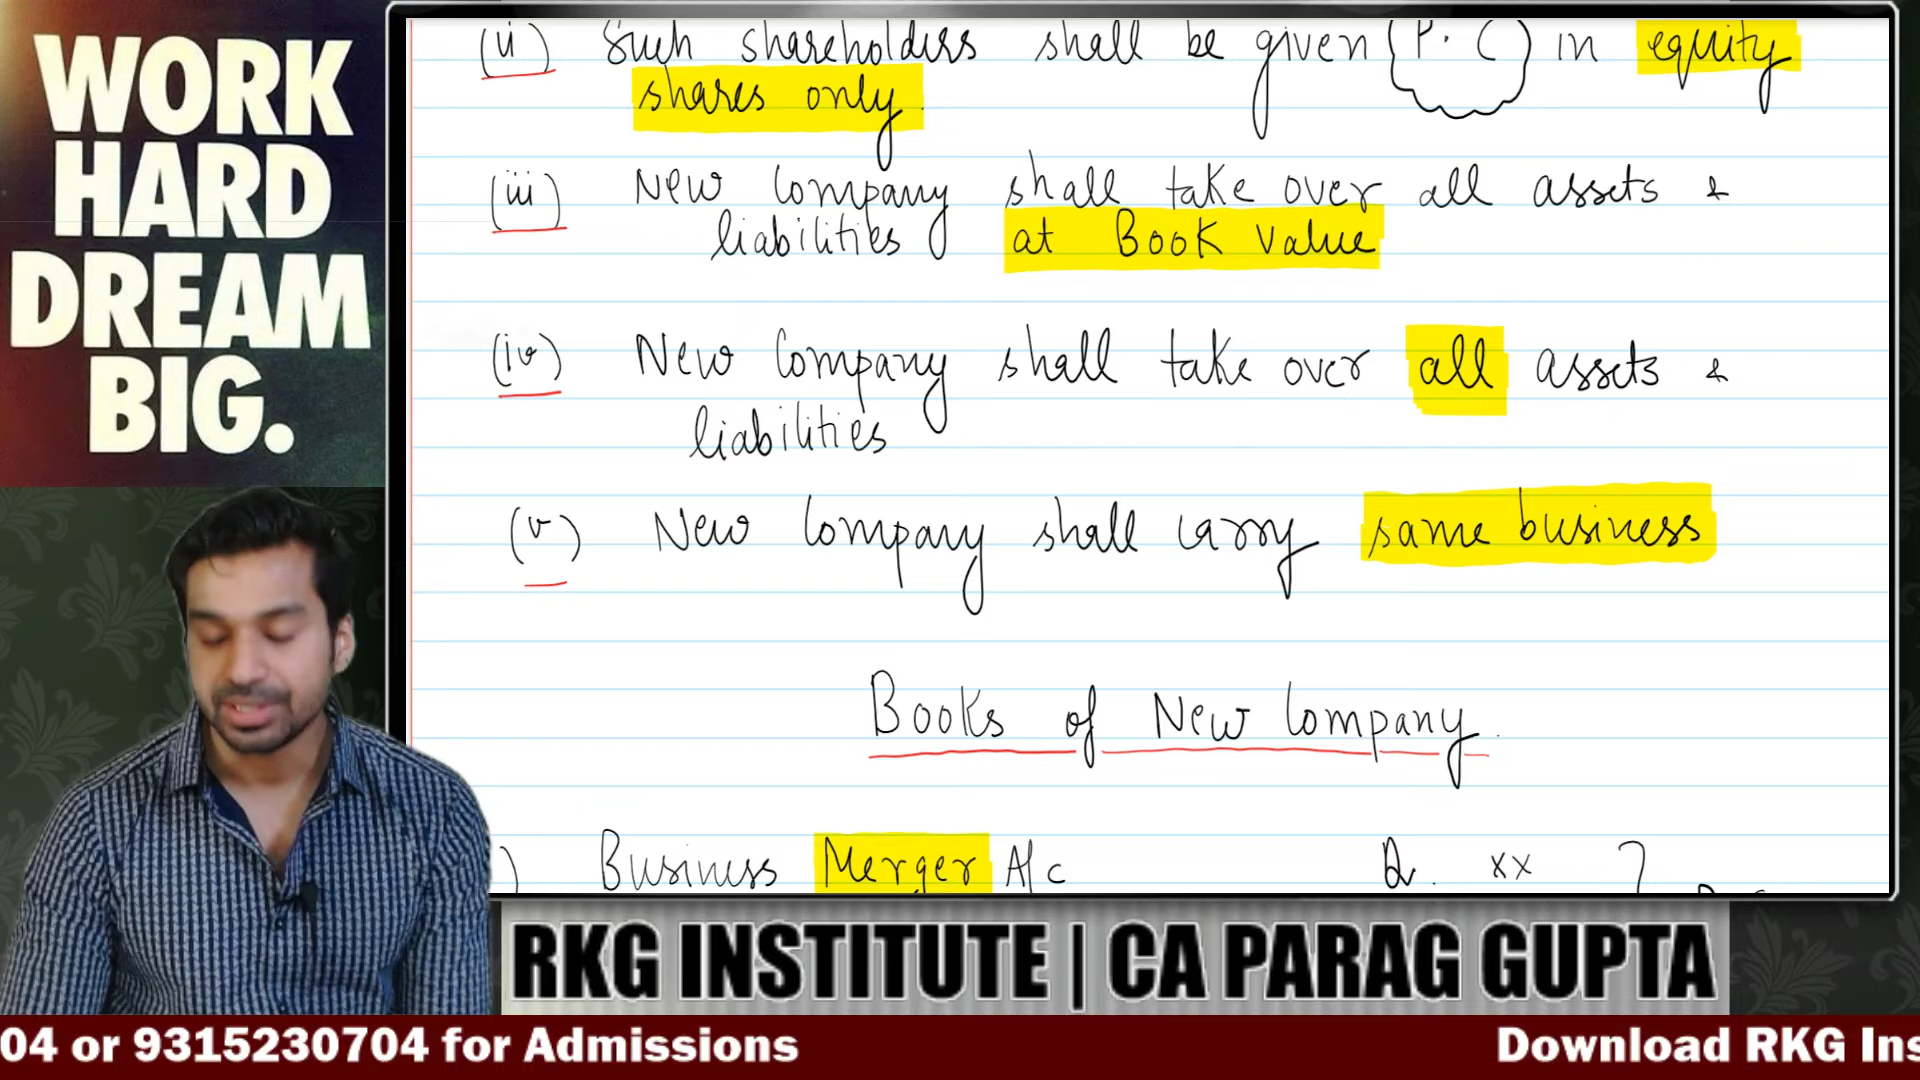 WORK
HARD
DREAM
BIG.
(ii) Such shareholders shall be given P.C in equity
shares only.
(iii) New Company shall take over all assets &
liabilities at Book Value
(iv) New Company shall take over all assets &
liabilities
(v) New Company shall carry same business
Books of New Company.
) Business Merger A/c Dr. xx
RKG INSTITUTE | CA PARAG GUPTA
04 or 9315230704 for Admissions
Download RKG Ins